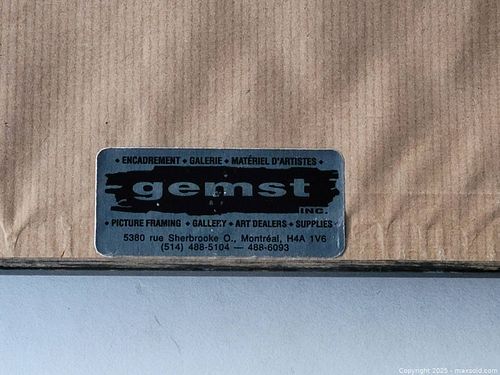 • ENCADREMENT • GALERIE • MATÉRIEL D'ARTISTES •
gemst
INC.
• PICTURE FRAMING • GALLERY • ART DEALERS • SUPPLIES •
5380 rue Sherbrooke O., Montréal, H4A 1V6
(514) 488-5104 — 488-6093
Copyright 2025 - maxsold.com